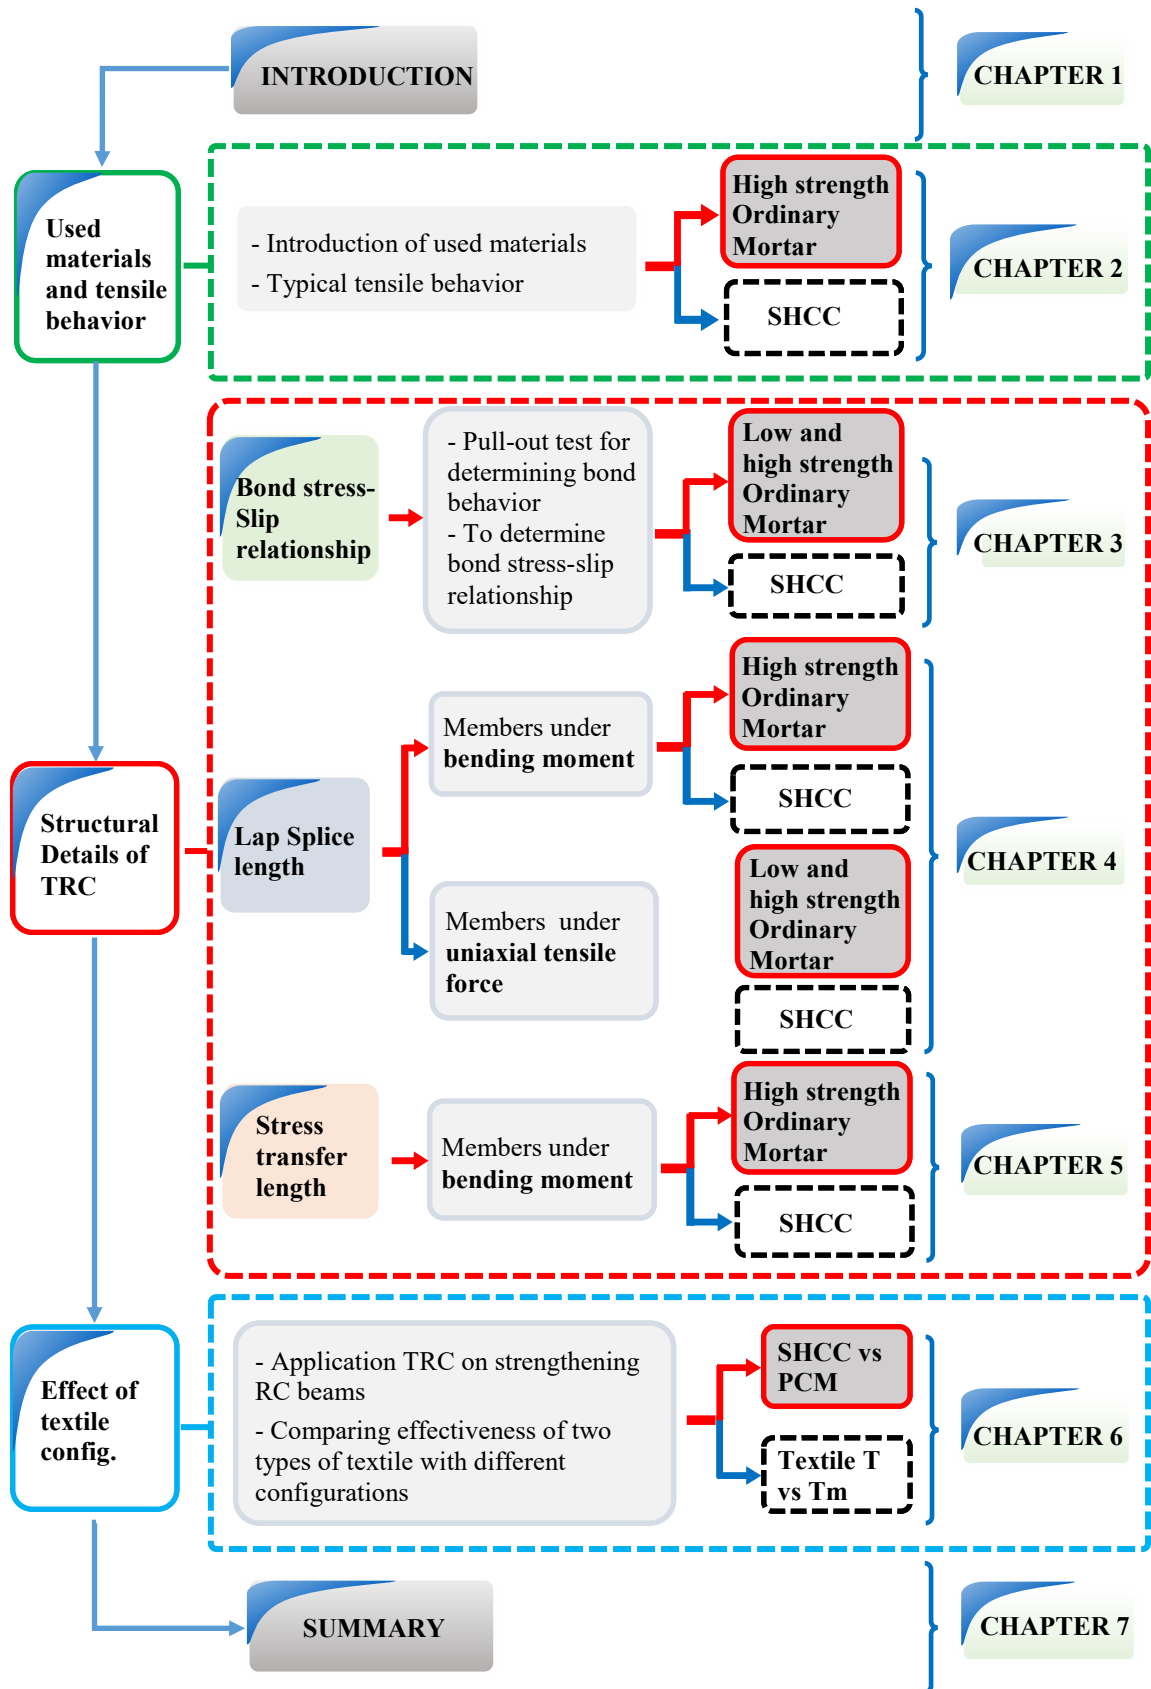 INTRODUCTION
CHAPTER 1
Used
materials
and tensile
behavior
- Introduction of used materials
- Typical tensile behavior
High strength
Ordinary
Mortar
SHCC
CHAPTER 2
Bond stress-
Slip
relationship
- Pull-out test for
determining bond
behavior
- To determine
bond stress-slip
relationship
Low and
high strength
Ordinary
Mortar
SHCC
CHAPTER 3
Structural
Details of
TRC
Lap Splice
length
Members under
bending moment
High strength
Ordinary
Mortar
SHCC
Members under
uniaxial tensile
force
Low and
high strength
Ordinary
Mortar
SHCC
CHAPTER 4
Stress
transfer
length
Members under
bending moment
High strength
Ordinary
Mortar
SHCC
CHAPTER 5
Effect of
textile
config.
- Application TRC on strengthening
RC beams
- Comparing effectiveness of two
types of textile with different
configurations
SHCC vs
PCM
Textile T
vs Tm
CHAPTER 6
SUMMARY
CHAPTER 7